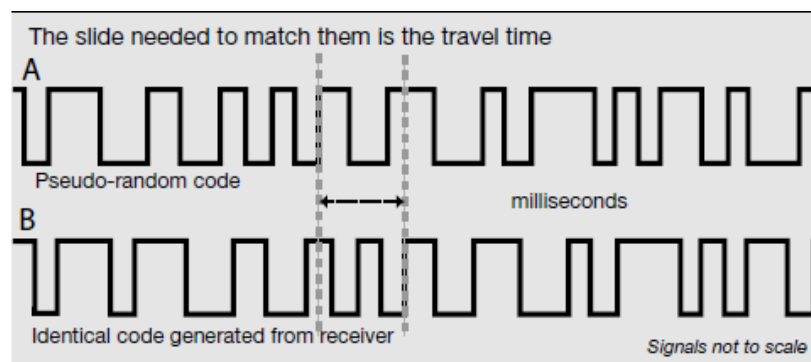 The slide needed to match them is the travel time
A
Pseudo-random code
milliseconds
B
Identical code generated from receiver
Signals not to scale